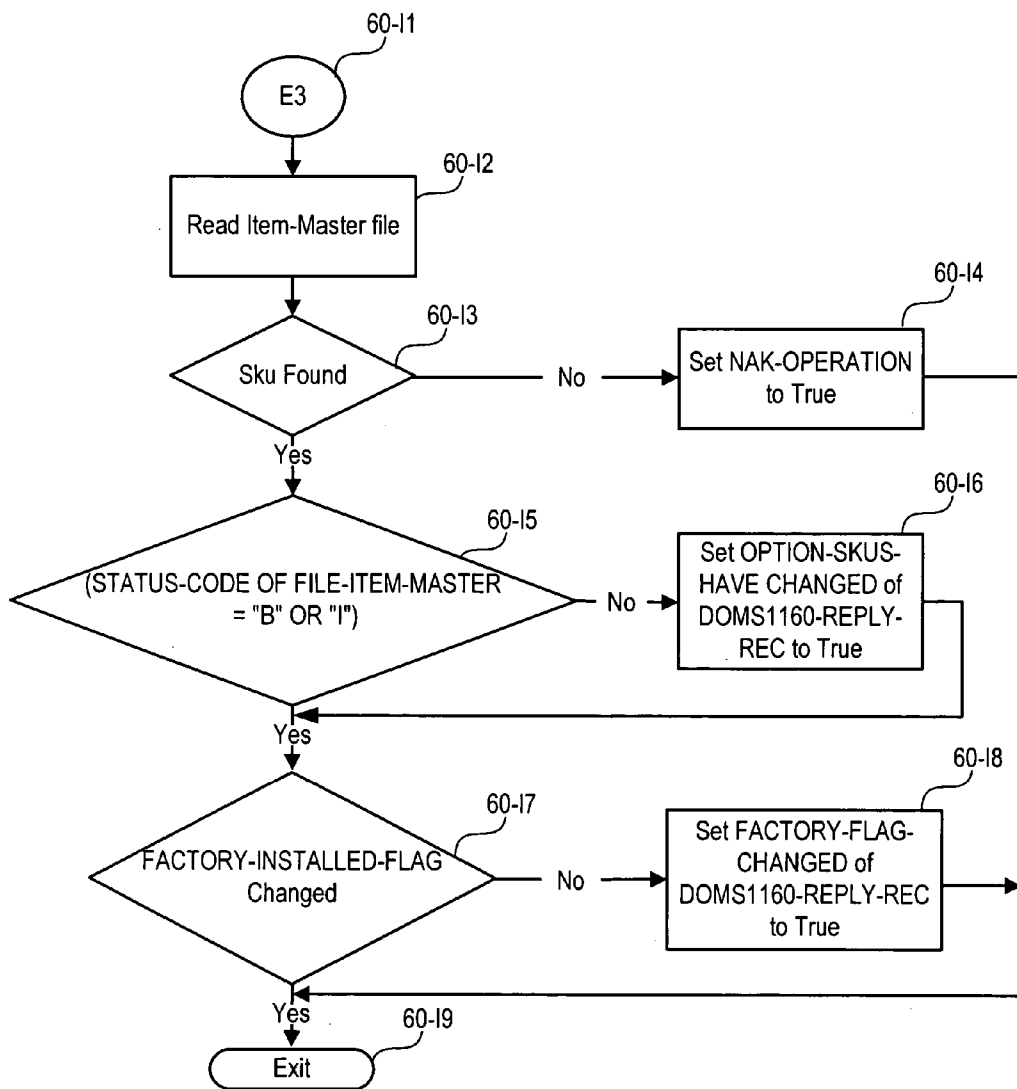 60-I1
E3
60-I2
Read Item-Master file
60-I3
Sku Found
No
60-I4
Set NAK-OPERATION
to True
Yes
60-I5
(STATUS-CODE OF FILE-ITEM-MASTER
= "B" OR "I")
No
60-I6
Set OPTION-SKUS-
HAVE CHANGED of
DOMS1160-REPLY-
REC to True
Yes
60-I7
FACTORY-INSTALLED-FLAG
Changed
No
60-I8
Set FACTORY-FLAG-
CHANGED of
DOMS1160-REPLY-REC
to True
Yes
60-I9
Exit